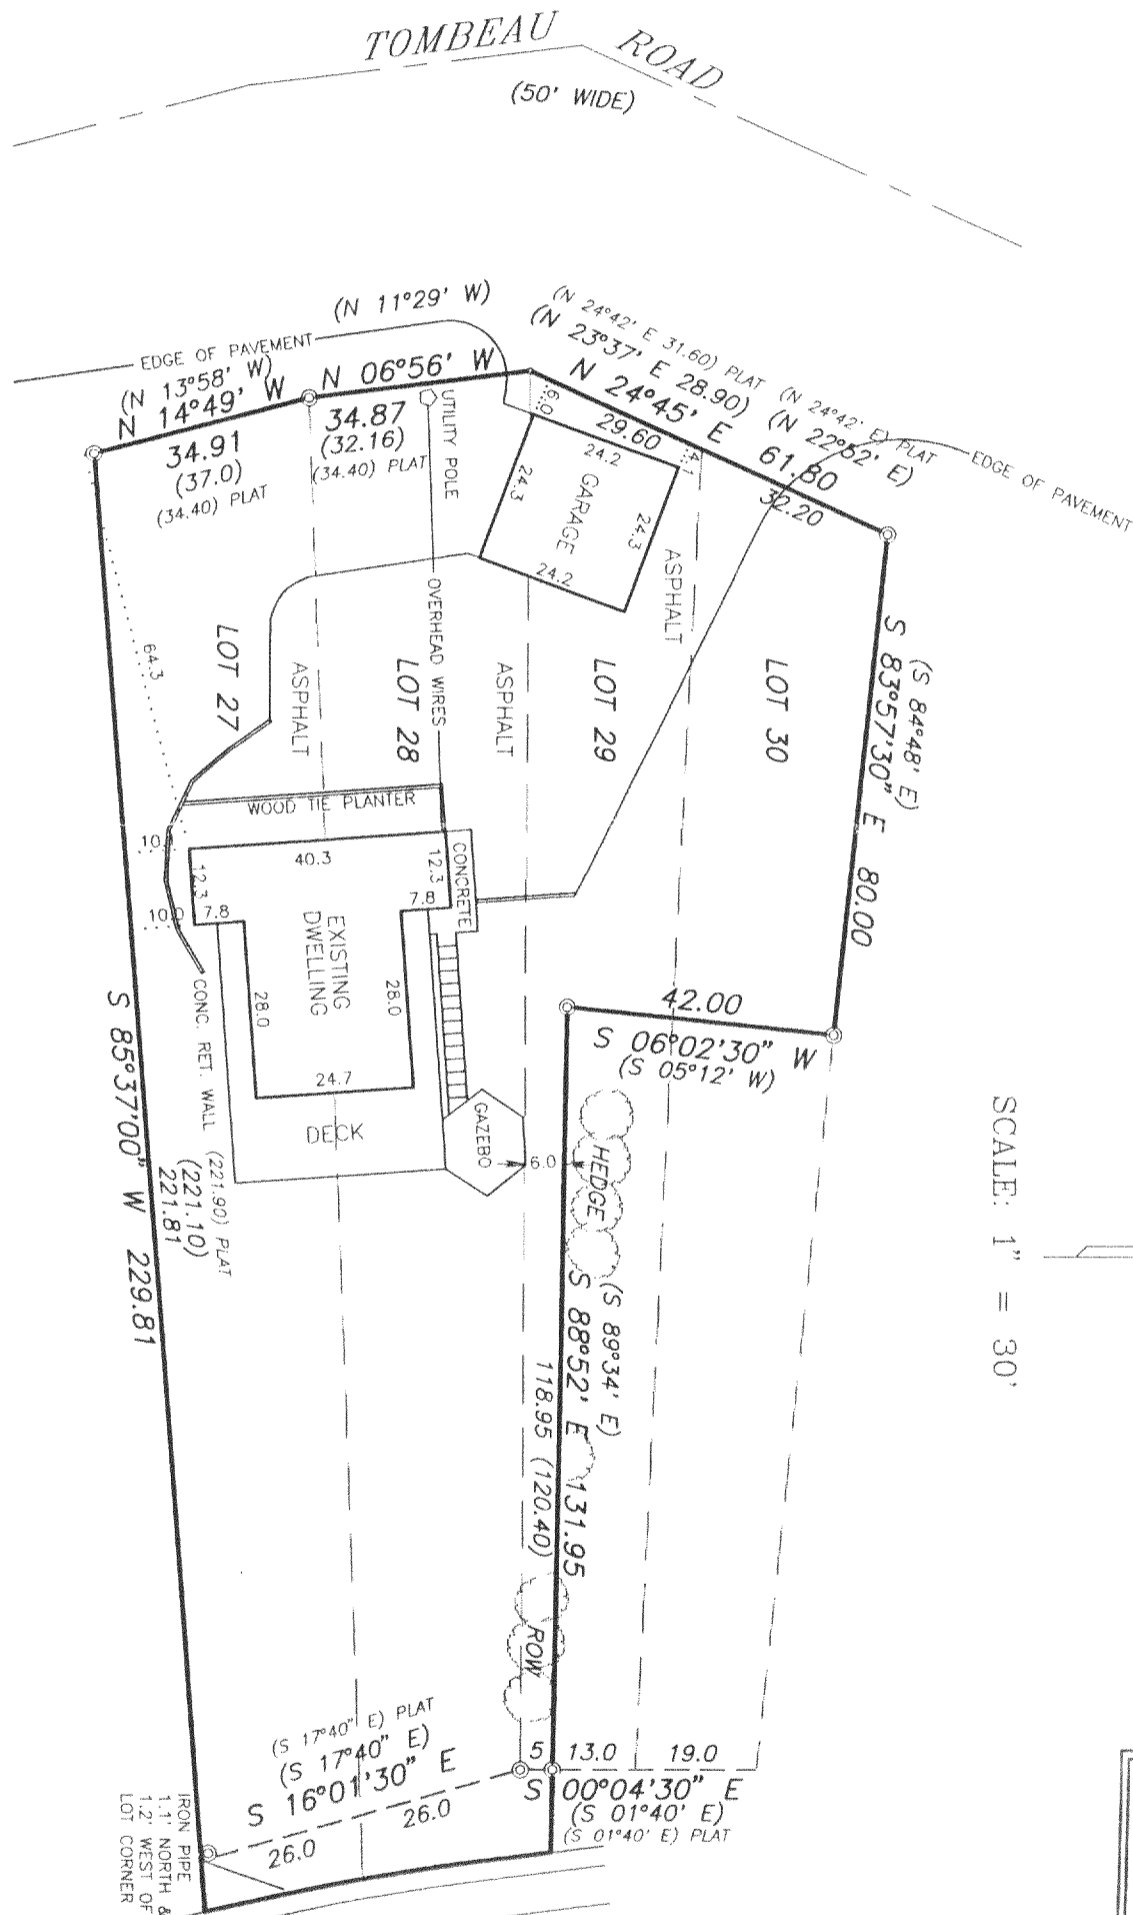 TOMBEAU ROAD
(50' WIDE)
(N 11°29' W)
EDGE OF PAVEMENT
(N 13°58' W)
N 14°49' W
34.91
(37.0)
(34.40) PLAT
N 06°56' W
34.87
(32.16)
(34.40) PLAT
UTILITY POLE
(N 24°42' E 31.60) PLAT
(N 23°37' E 28.90)
N 24°45' E 61.80
(N 24°42' E) PLAT
(N 22°52' E)
EDGE OF PAVEMENT
6.0
29.60
4.1
32.20
24.2
24.3
GARAGE
24.3
24.2
ASPHALT
OVERHEAD WIRES
LOT 27
ASPHALT
LOT 28
ASPHALT
LOT 29
LOT 30
(S 84°48' E)
S 83°57'30" E 80.00
64.3
WOOD TIE PLANTER
40.3
12.3
12.3
CONCRETE
7.8
7.8
10.
10.0
EXISTING
DWELLING
28.0
28.0
24.7
DECK
GAZEBO
6.0
CONC. RET. WALL
42.00
S 06°02'30" W
(S 05°12' W)
HEDGE
(S 89°34' E)
S 88°52' E 131.95
118.95 (120.40)
ROW
S 85°37'00" W 229.81
(221.90) PLAT
(221.10)
221.81
SCALE: 1" = 30'
(S 17°40" E) PLAT
(S 17°40" E)
S 16°01'30" E
26.0
26.0
5
13.0
19.0
S 00°04'30" E
(S 01°40' E)
(S 01°40' E) PLAT
IRON PIPE
1.1' NORTH &
1.2' WEST OF
LOT CORNER